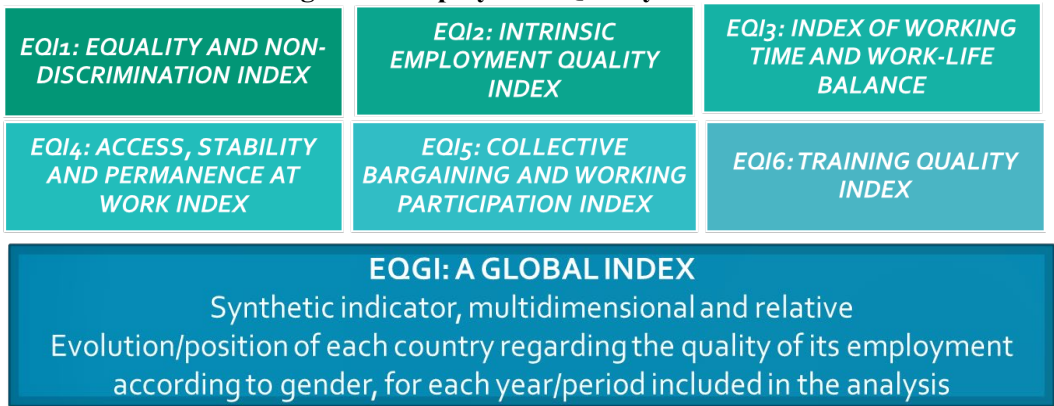 EQI1: EQUALITY AND NON-
DISCRIMINATION INDEX
EQI2: INTRINSIC
EMPLOYMENT QUALITY
INDEX
EQI3: INDEX OF WORKING
TIME AND WORK-LIFE
BALANCE
EQI4: ACCESS, STABILITY
AND PERMANENCE AT
WORK INDEX
EQI5: COLLECTIVE
BARGAINING AND WORKING
PARTICIPATION INDEX
EQI6: TRAINING QUALITY
INDEX
EQGI: A GLOBAL INDEX
Synthetic indicator, multidimensional and relative
Evolution/position of each country regarding the quality of its employment
according to gender, for each year/period included in the analysis